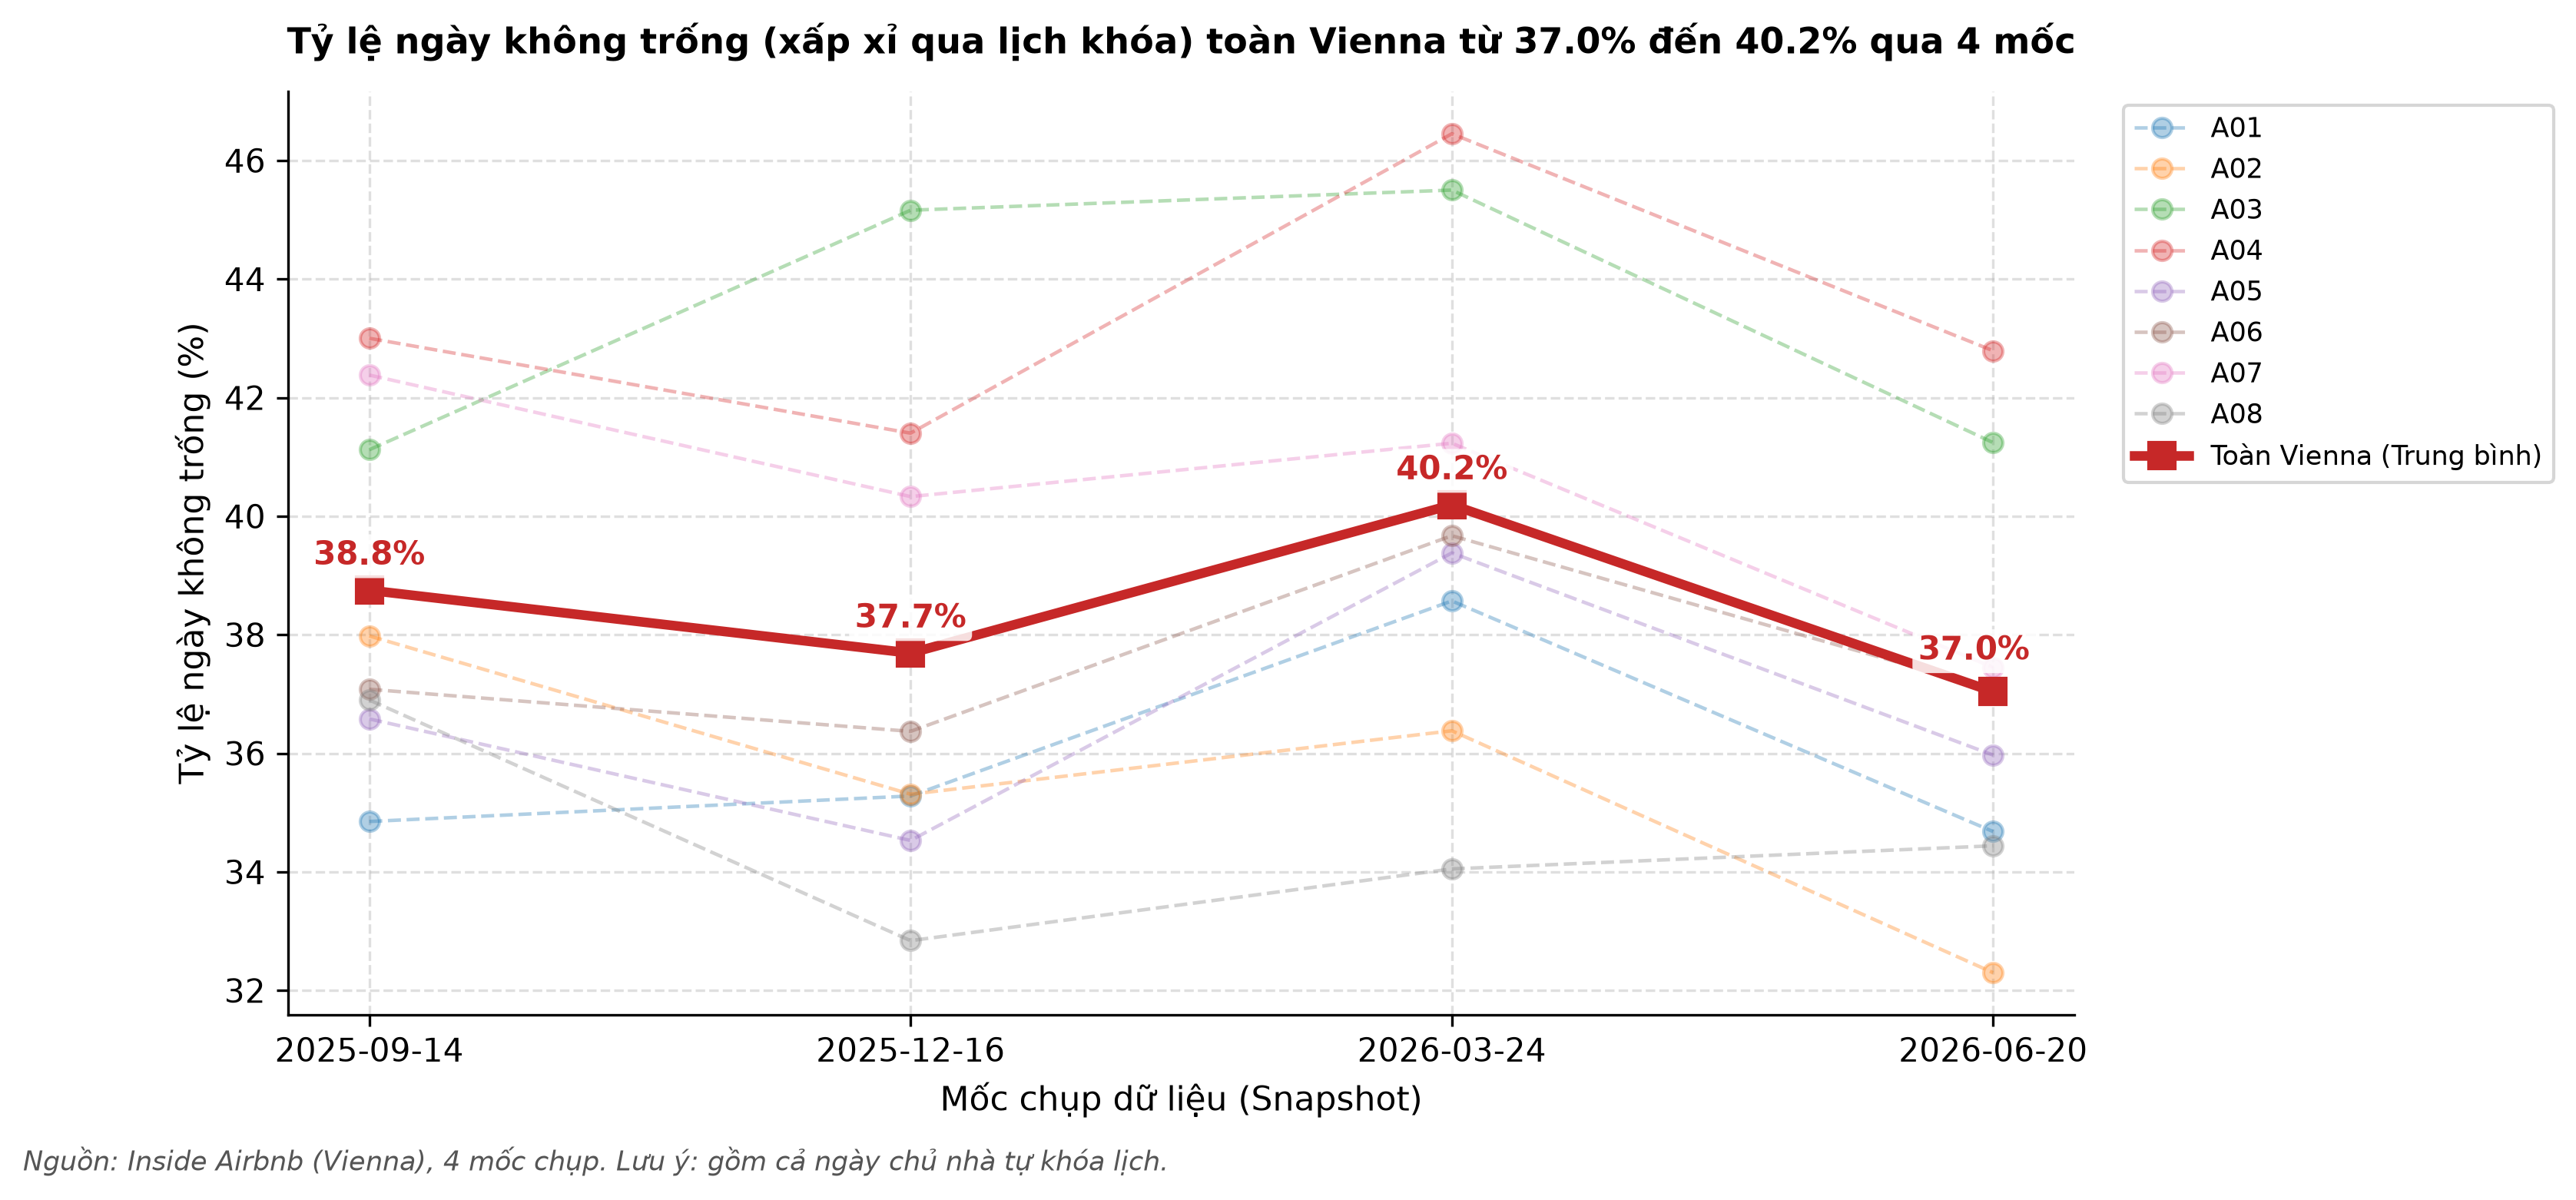 Tỷ lệ ngày không trống (xấp xỉ qua lịch khóa) toàn Vienna từ 37.0% đến 40.2% qua 4 mốc
Tỷ lệ ngày không trống (%)
46
44
42
40
38
36
34
32
38.8%
37.7%
40.2%
37.0%
2025-09-14
2025-12-16
2026-03-24
2026-06-20
Mốc chụp dữ liệu (Snapshot)
A01
A02
A03
A04
A05
A06
A07
A08
Toàn Vienna (Trung bình)
Nguồn: Inside Airbnb (Vienna), 4 mốc chụp. Lưu ý: gồm cả ngày chủ nhà tự khóa lịch.